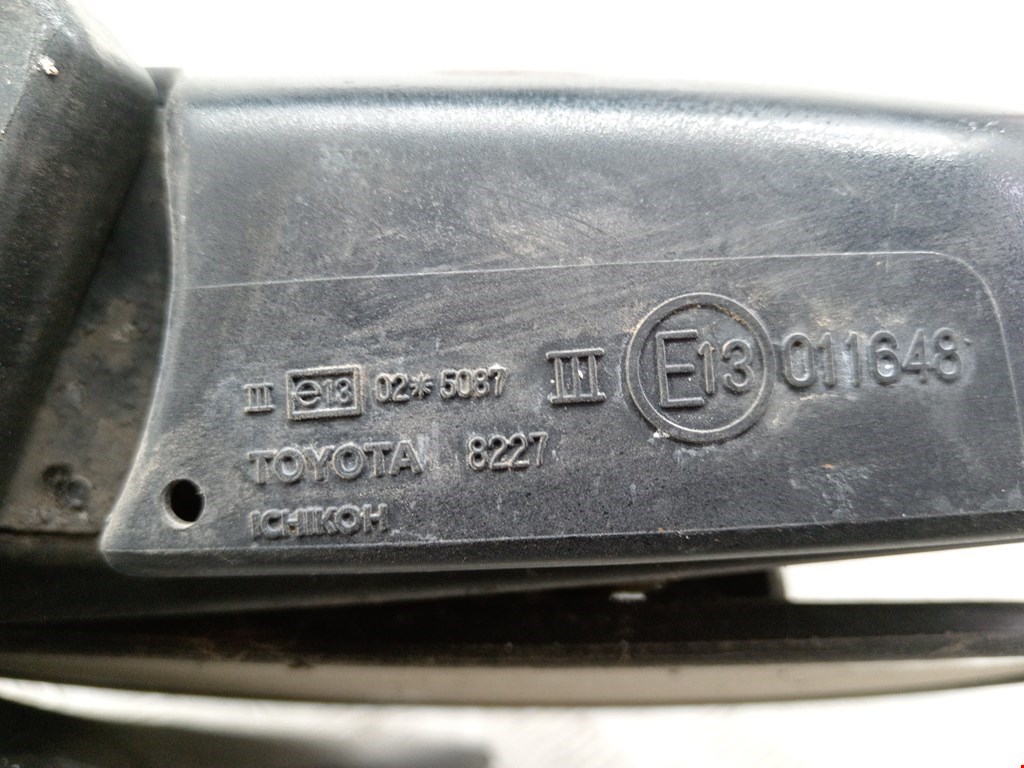 III e13 02*5087 III E13 011648
TOYOTA 8227
ICHIKOH